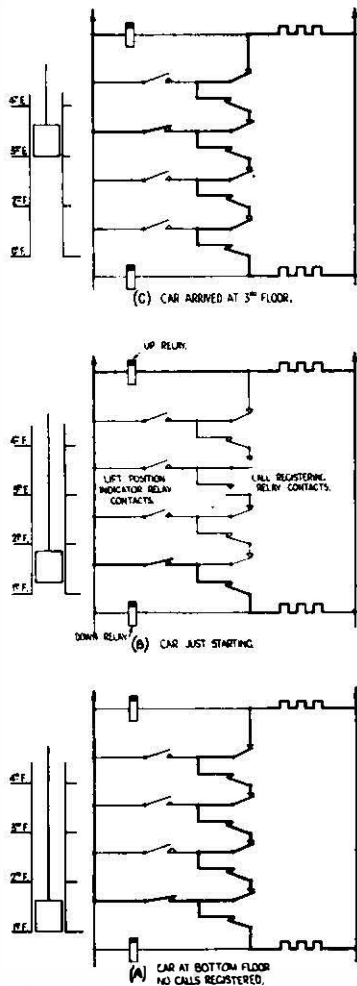 4TH F.
3RD F.
2ND F.
1ST F.
(C) CAR ARRIVED AT 3RD FLOOR.
UP RELAY.
4TH F.
3RD F.
2ND F.
1ST F.
LIFT POSITION
INDICATOR RELAY
CONTACTS.
CALL REGISTERING
RELAY CONTACTS.
DOWN RELAY
(B) CAR JUST STARTING.
4TH F.
3RD F.
2ND F.
1ST F.
(A) CAR AT BOTTOM FLOOR
NO CALLS REGISTERED.